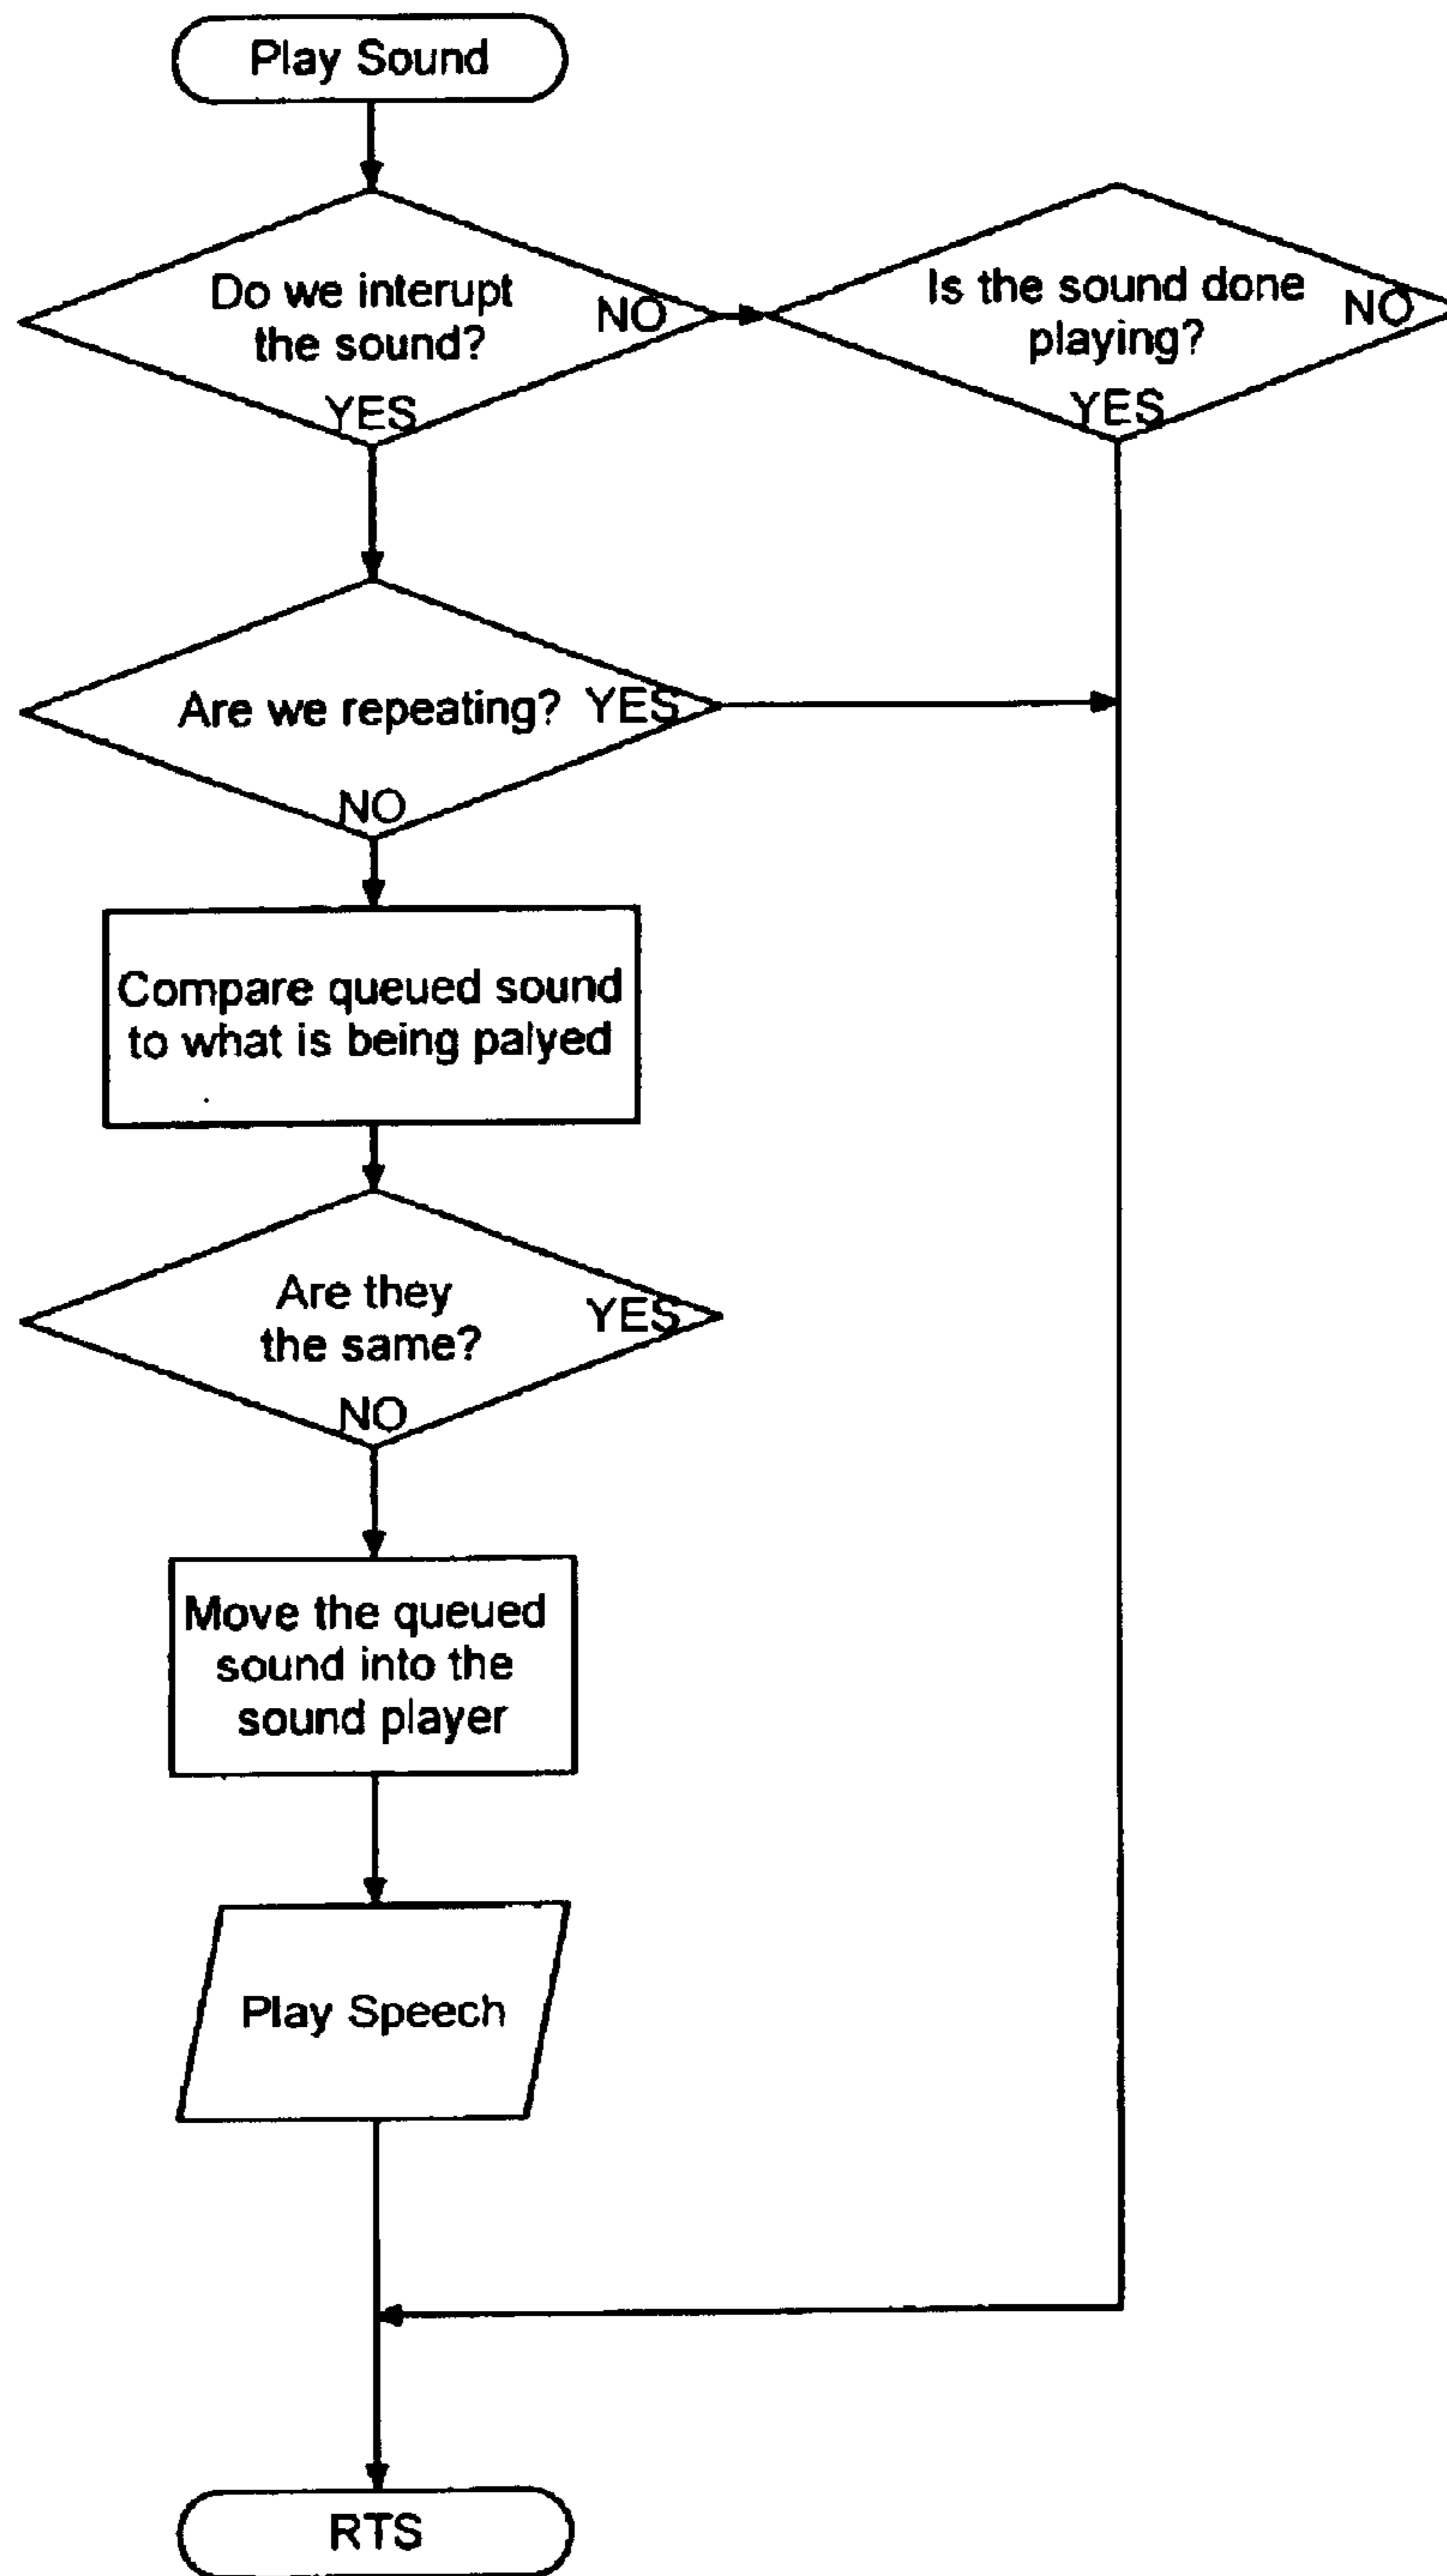 Play Sound
Do we interupt
the sound?
NO
YES
Is the sound done
playing?
NO
YES
Are we repeating?
YES
NO
Compare queued sound
to what is being palyed
Are they
the same?
YES
NO
Move the queued
sound into the
sound player
Play Speech
RTS